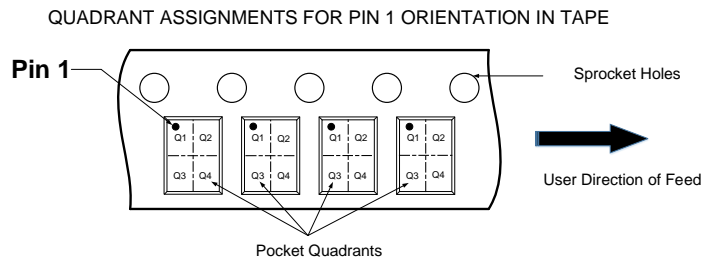 QUADRANT ASSIGNMENTS FOR PIN 1 ORIENTATION IN TAPE
Pin 1
Sprocket Holes
Q1 Q2 Q1 Q2 Q1 Q2 Q1 Q2
Q3 Q4 Q3 Q4 Q3 Q4 Q3 Q4
User Direction of Feed
Pocket Quadrants